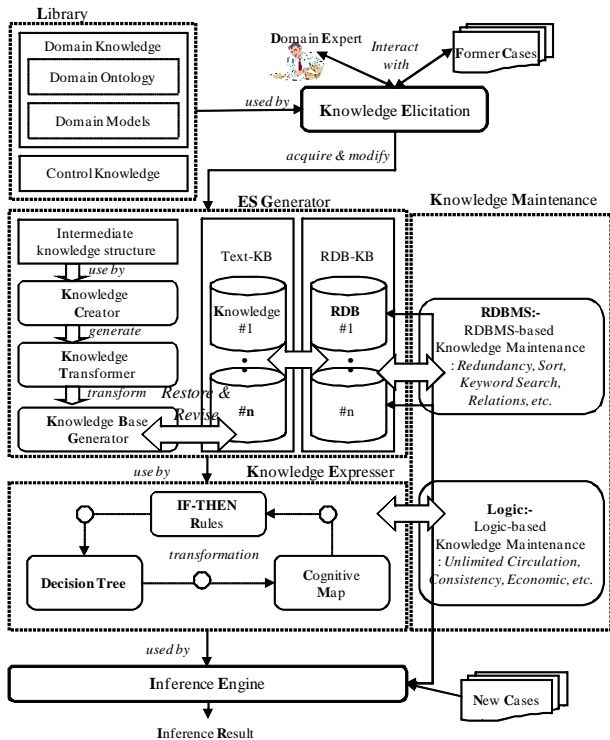 Library
Domain Knowledge
Domain Ontology
Domain Models
Control Knowledge
used by
Domain Expert
Interact
with
Former Cases
Knowledge Elicitation
acquire & modify
ES Generator
Intermediate
knowledge structure
use by
Knowledge
Creator
generate
Knowledge
Transformer
transform
Knowledge Base
Generator
Restore &
Revise
Text-KB
Knowledge
#1
#n
RDB-KB
RDB
#1
#n
Knowledge Maintenance
RDBMS:-
RDBMS-based
Knowledge Maintenance
: Redundancy, Sort,
Keyword Search,
Relations, etc.
use by
Knowledge Expresser
IF-THEN
Rules
transformation
Decision Tree
Cognitive
Map
Logic:-
Logic-based
Knowledge Maintenance
: Unlimited Circulation,
Consistency, Economic, etc.
used by
Inference Engine
New Cases
Inference Result